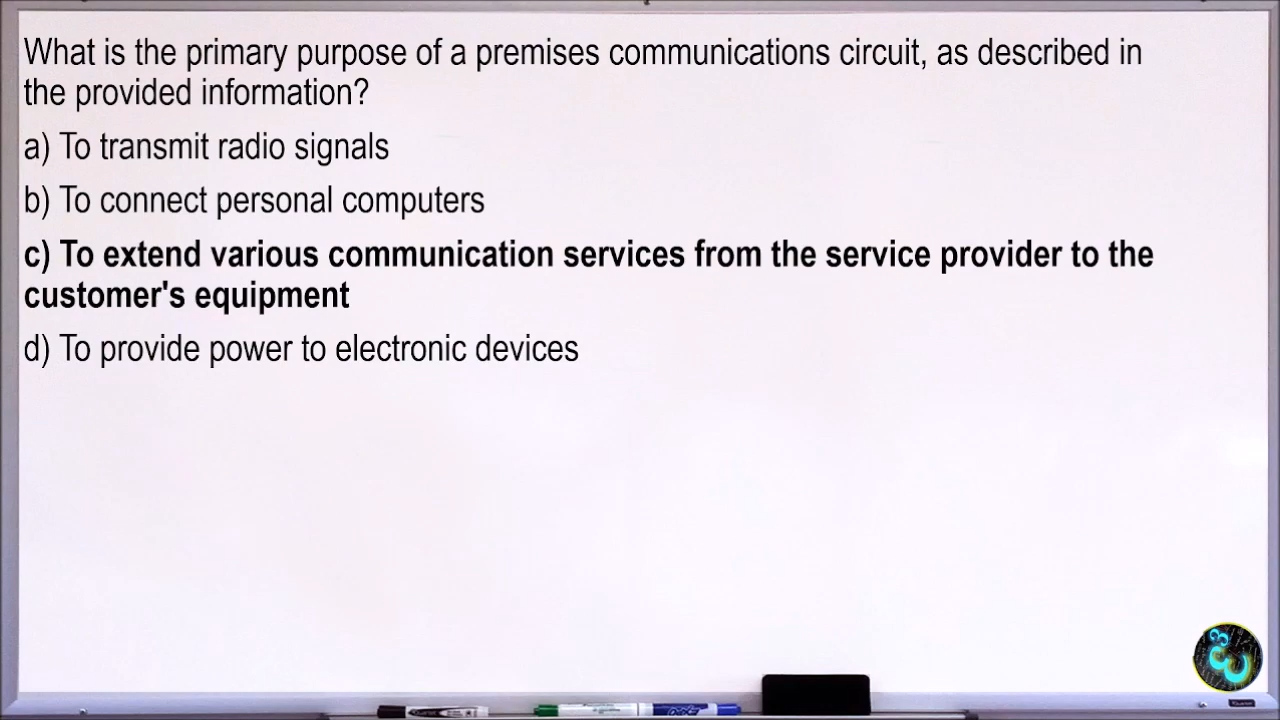 What is the primary purpose of a premises communications circuit, as described in
the provided information?
a) To transmit radio signals
b) To connect personal computers
c) To extend various communication services from the service provider to the
customer's equipment
d) To provide power to electronic devices